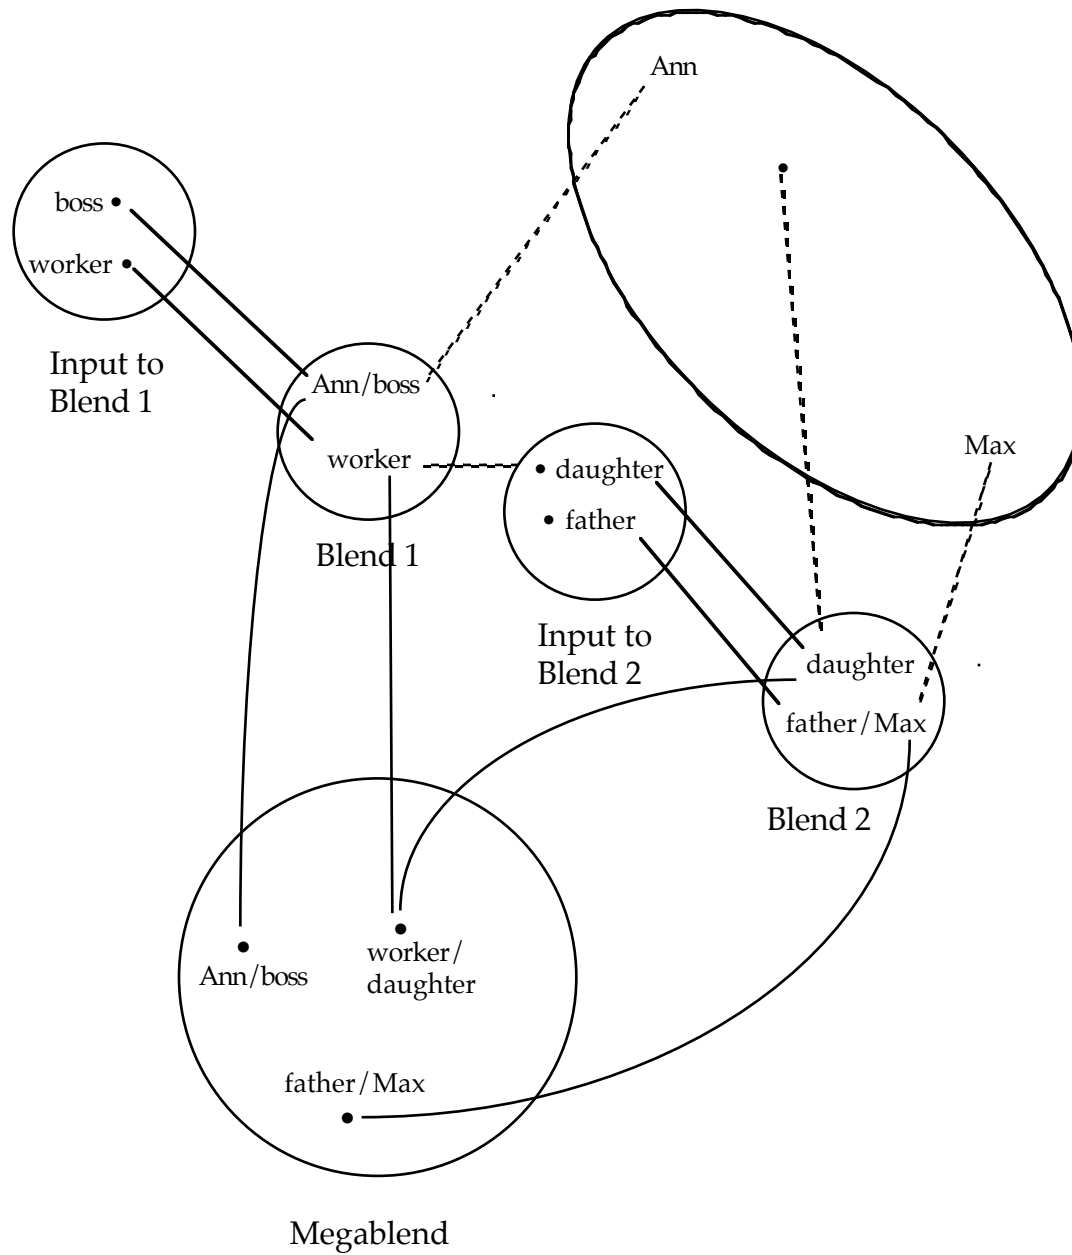 Ann
boss
worker
Input to
Blend 1
Ann/boss
worker
Blend 1
Max
daughter
father
Input to
Blend 2
daughter
father/Max
Blend 2
Ann/boss
worker/
daughter
father/Max
Megablend